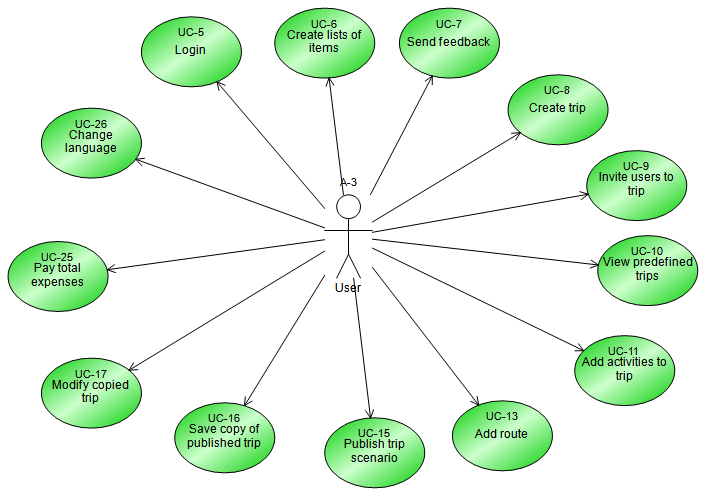 UC-5
Login
UC-6
Create lists of
items
UC-7
Send feedback
UC-8
Create trip
UC-9
Invite users to
trip
UC-10
View predefined
trips
UC-11
Add activities to
trip
UC-13
Add route
UC-15
Publish trip
scenario
UC-16
Save copy of
published trip
UC-17
Modify copied
trip
UC-25
Pay total
expenses
UC-26
Change
language
A-3
User